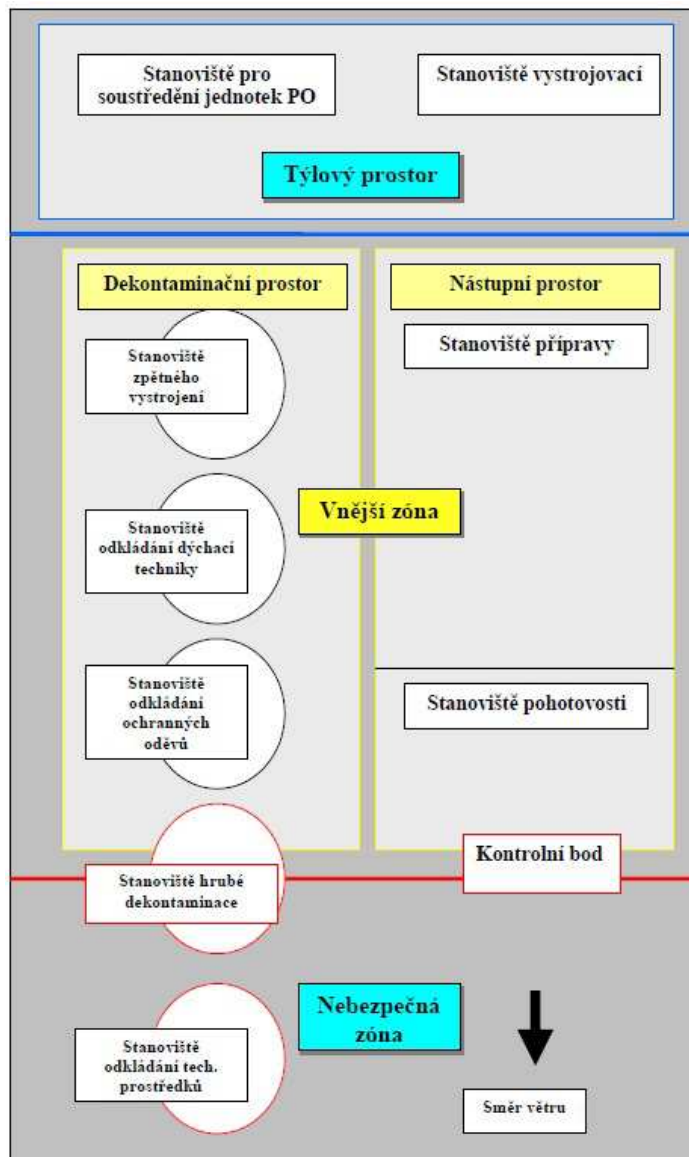 Stanoviště pro
soustředění jednotek PO
Stanoviště vystrojovací
Týlový prostor
Dekontaminační prostor
Nástupní prostor
Stanoviště
zpětného
vystrojení
Stanoviště přípravy
Vnější zóna
Stanoviště
odkládání dýchací
techniky
Stanoviště
odkládání
ochranných
oděvů
Stanoviště pohotovosti
Kontrolní bod
Stanoviště hrubé
dekontaminace
Nebezpečná
zóna
Stanoviště
odkládání tech.
prostředků
Směr větru